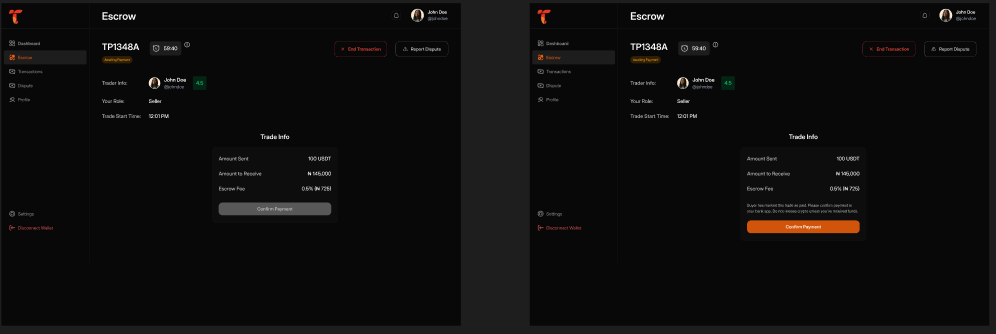 Escrow
John Doe
@johndoe
Dashboard
Escrow
Transactions
Dispute
Profile
Settings
Disconnect Wallet
TP1348A
59:40
Awaiting Payment
× End Transaction
Report Dispute
Trader Info:
John Doe
@johndoe
4.5
Your Role:
Seller
Trade Start Time:
12:01 PM
Trade Info
Amount Sent
100 USDT
Amount to Receive
₦ 145,000
Escrow Fee
0.5% (₦ 725)
Confirm Payment
Escrow
John Doe
@johndoe
Dashboard
Escrow
Transactions
Dispute
Profile
Settings
Disconnect Wallet
TP1348A
59:40
Awaiting Payment
× End Transaction
Report Dispute
Trader Info:
John Doe
@johndoe
4.5
Your Role:
Seller
Trade Start Time:
12:01 PM
Trade Info
Amount Sent
100 USDT
Amount to Receive
₦ 145,000
Escrow Fee
0.5% (₦ 725)
Buyer has marked this trade as paid. Please confirm payment in
your bank app. Do not release crypto unless you've received funds.
Confirm Payment